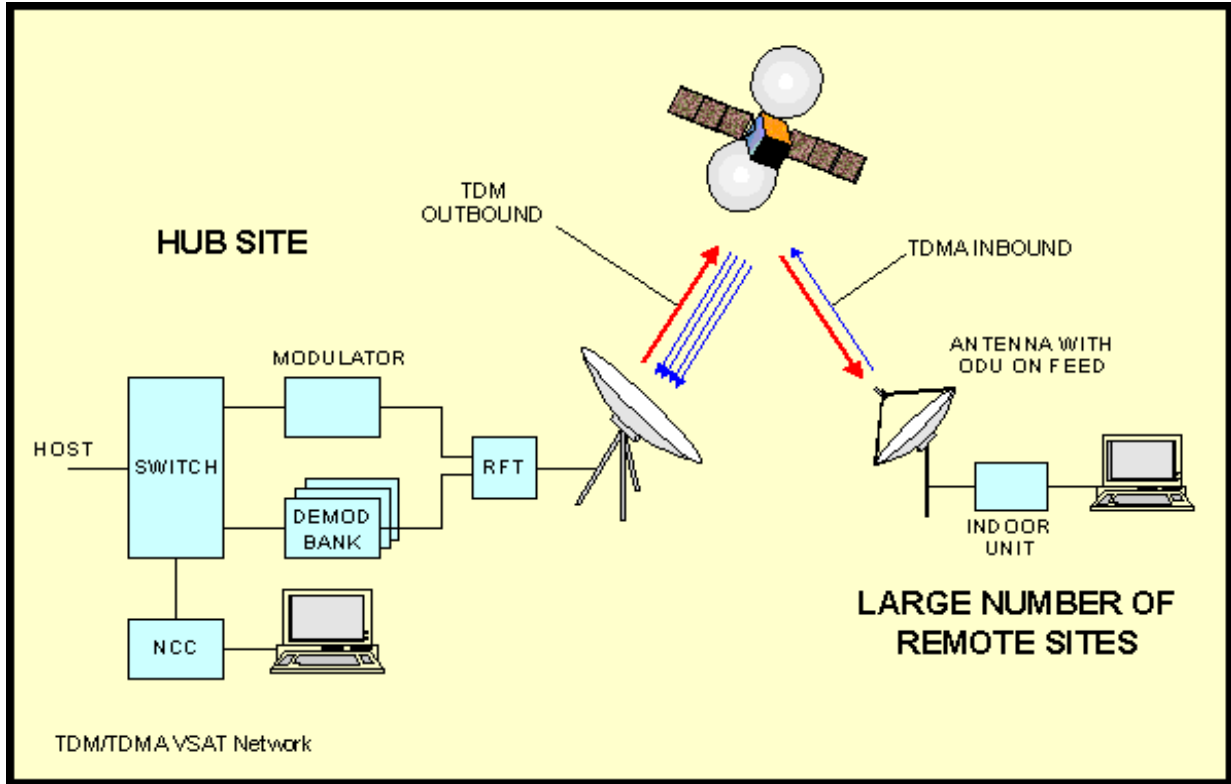 TDM
OUTBOUND
HUB SITE
TDMA INBOUND
MODULATOR
ANTENNA WITH
ODU ON FEED
HOST
SWITCH
RFT
DEMOD
BANK
INDOOR
UNIT
LARGE NUMBER OF
REMOTE SITES
NCC
TDM/TDMA VSAT Network